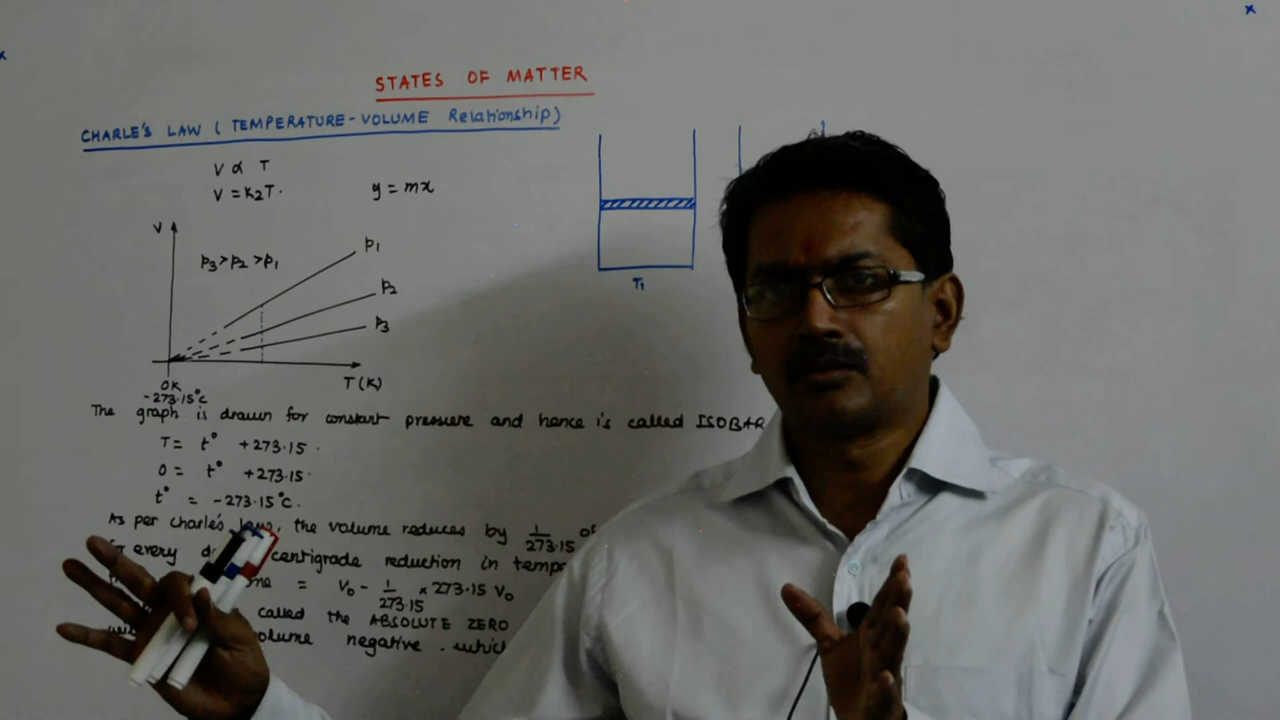 STATES OF MATTER
CHARLE'S LAW ( TEMPERATURE - VOLUME Relationship)
V ∝ T
V = K₂T.
y = mx
V
P₃ > P₂ > P₁
P₁
P₂
P₃
T (K)
0K
-273.15°C
T₁
The graph is drawn for constant pressure and hence is called ISOBAR
T = t° + 273.15.
0 = t° + 273.15.
t° = -273.15°C.
As per Charle's law, the volume reduces by 1/273.15 of
every centigrade reduction in
= V₀ - 1/273.15 × 273.15 V₀
called the ABSOLUTE ZERO
negative. which